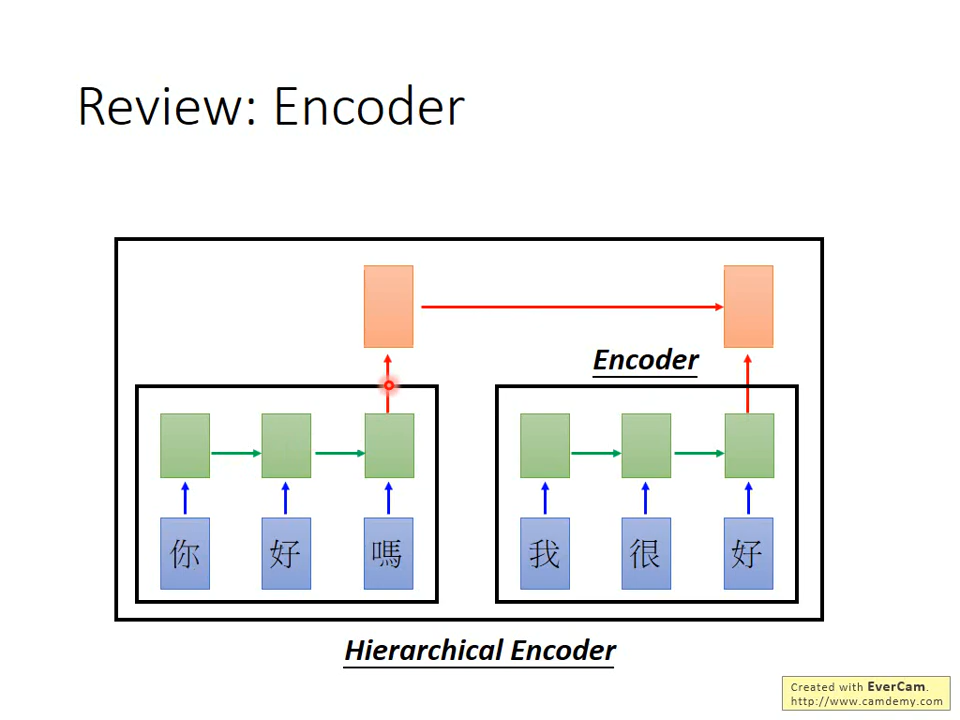 Review: Encoder
Encoder
你 好 嗎 我 很 好
Hierarchical Encoder
Created with EverCam.
http://www.camdemy.com